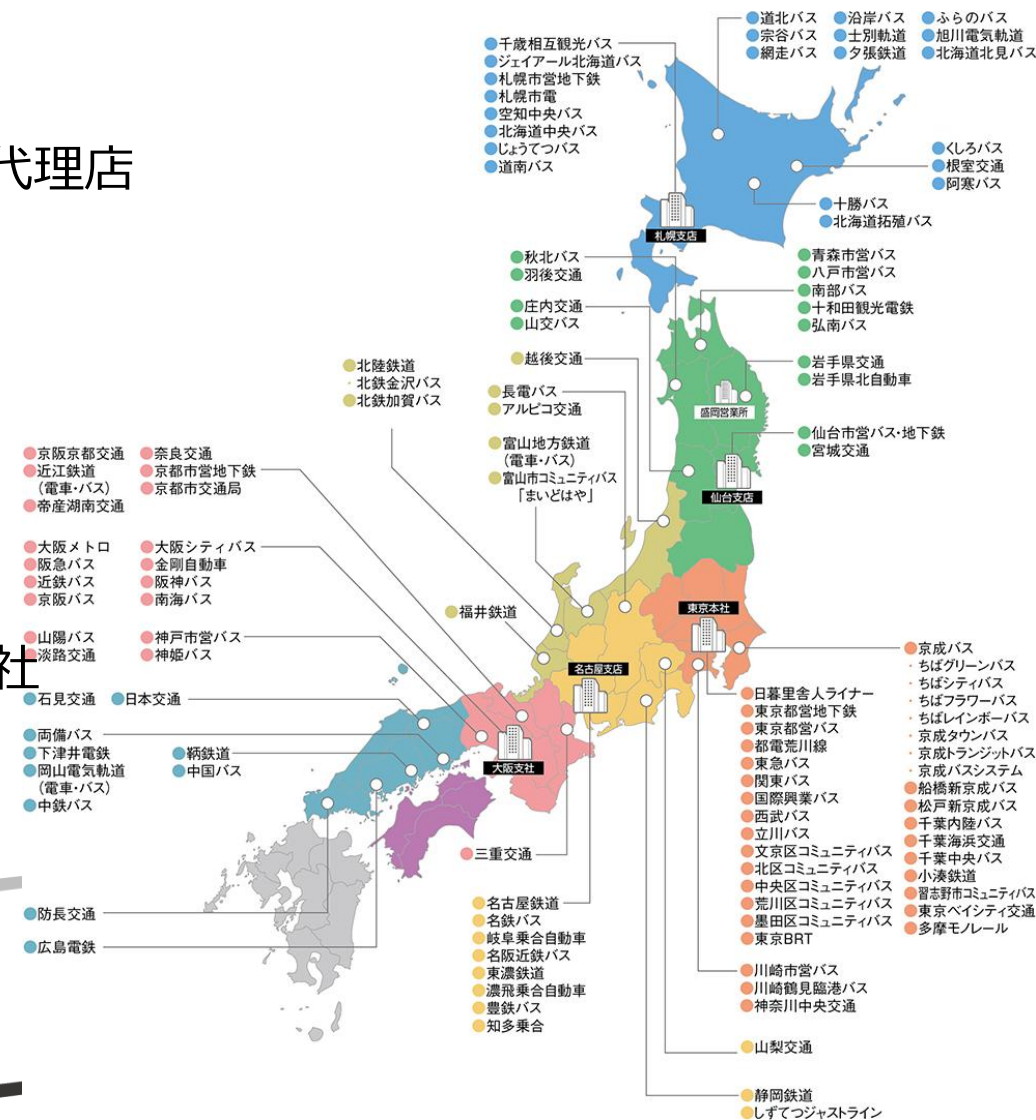 道北バス 沿岸バス ふらのバス
宗谷バス 士別軌道 旭川電気軌道
網走バス 夕張鉄道 北海道北見バス
千歳相互観光バス
ジェイアール北海道バス
札幌市営地下鉄
札幌市電
空知中央バス
北海道中央バス
じょうてつバス
道南バス
代理店
くしろバス
根室交通
阿寒バス
十勝バス
北海道拓殖バス
札幌支店
秋北バス
羽後交通
庄内交通
山交バス
青森市営バス
八戸市営バス
南部バス
十和田観光電鉄
弘南バス
越後交通
岩手県交通
岩手県北自動車
盛岡営業所
北陸鉄道
北鉄金沢バス
北鉄加賀バス
長電バス
アルピコ交通
仙台市営バス・地下鉄
宮城交通
仙台支店
富山地方鉄道
(電車・バス)
富山市コミュニティバス
「まいどはや」
京阪京都交通 奈良交通
近江鉄道 京都市営地下鉄
(電車・バス) 京都市交通局
帝産湖南交通
大阪メトロ 大阪シティバス
阪急バス 金剛自動車
近鉄バス 阪神バス
京阪バス 南海バス
福井鉄道
東京本社
山陽バス 神戸市営バス
淡路交通 神姫バス
社
名古屋支店
石見交通 日本交通
両備バス
下津井電鉄 鞆鉄道
岡山電気軌道 中国バス
(電車・バス)
中鉄バス
大阪支社
三重交通
防長交通
広島電鉄
名古屋鉄道
名鉄バス
岐阜乗合自動車
名阪近鉄バス
東濃鉄道
濃飛乗合自動車
豊鉄バス
知多乗合
日暮里舎人ライナー
東京都営地下鉄
東京都営バス
都電荒川線
東急バス
関東バス
国際興業バス
西武バス
立川バス
文京区コミュニティバス
北区コミュニティバス
中央区コミュニティバス
荒川区コミュニティバス
墨田区コミュニティバス
東京BRT
京成バス
ちばグリーンバス
ちばシティバス
ちばフラワーバス
ちばレインボーバス
京成タウンバス
京成トランジットバス
京成バスシステム
船橋新京成バス
松戸新京成バス
千葉内陸バス
千葉海浜交通
千葉中央バス
小湊鉄道
習志野市コミュニティバス
東京ベイシティ交通
多摩モノレール
川崎市営バス
川崎鶴見臨港バス
神奈川中央交通
山梨交通
静岡鉄道
しずてつジャストライン